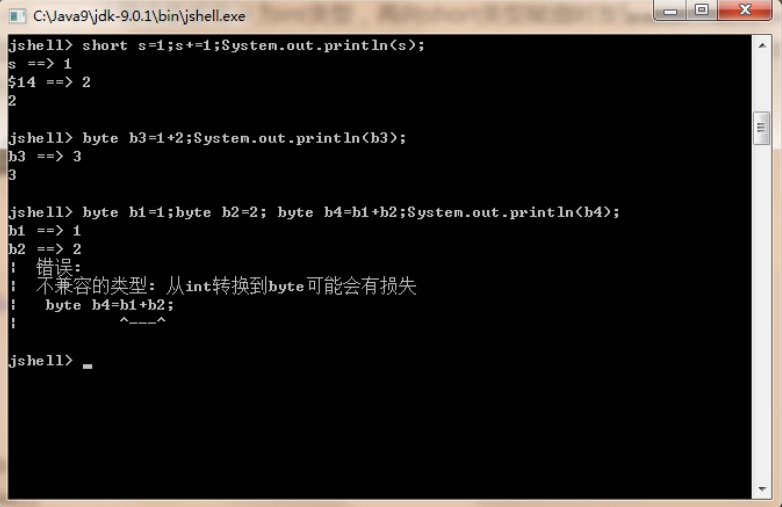 C:\Java9\jdk-9.0.1\bin\jshell.exe
jshell> short s=1;s+=1;System.out.println(s);
s ==> 1
$14 ==> 2
2
jshell> byte b3=1+2;System.out.println(b3);
b3 ==> 3
3
jshell> byte b1=1;byte b2=2; byte b4=b1+b2;System.out.println(b4);
b1 ==> 1
b2 ==> 2
¦  错误:
¦  不兼容的类型: 从int转换到byte可能会有损失
¦   byte b4=b1+b2;
¦           ^---^
jshell> _